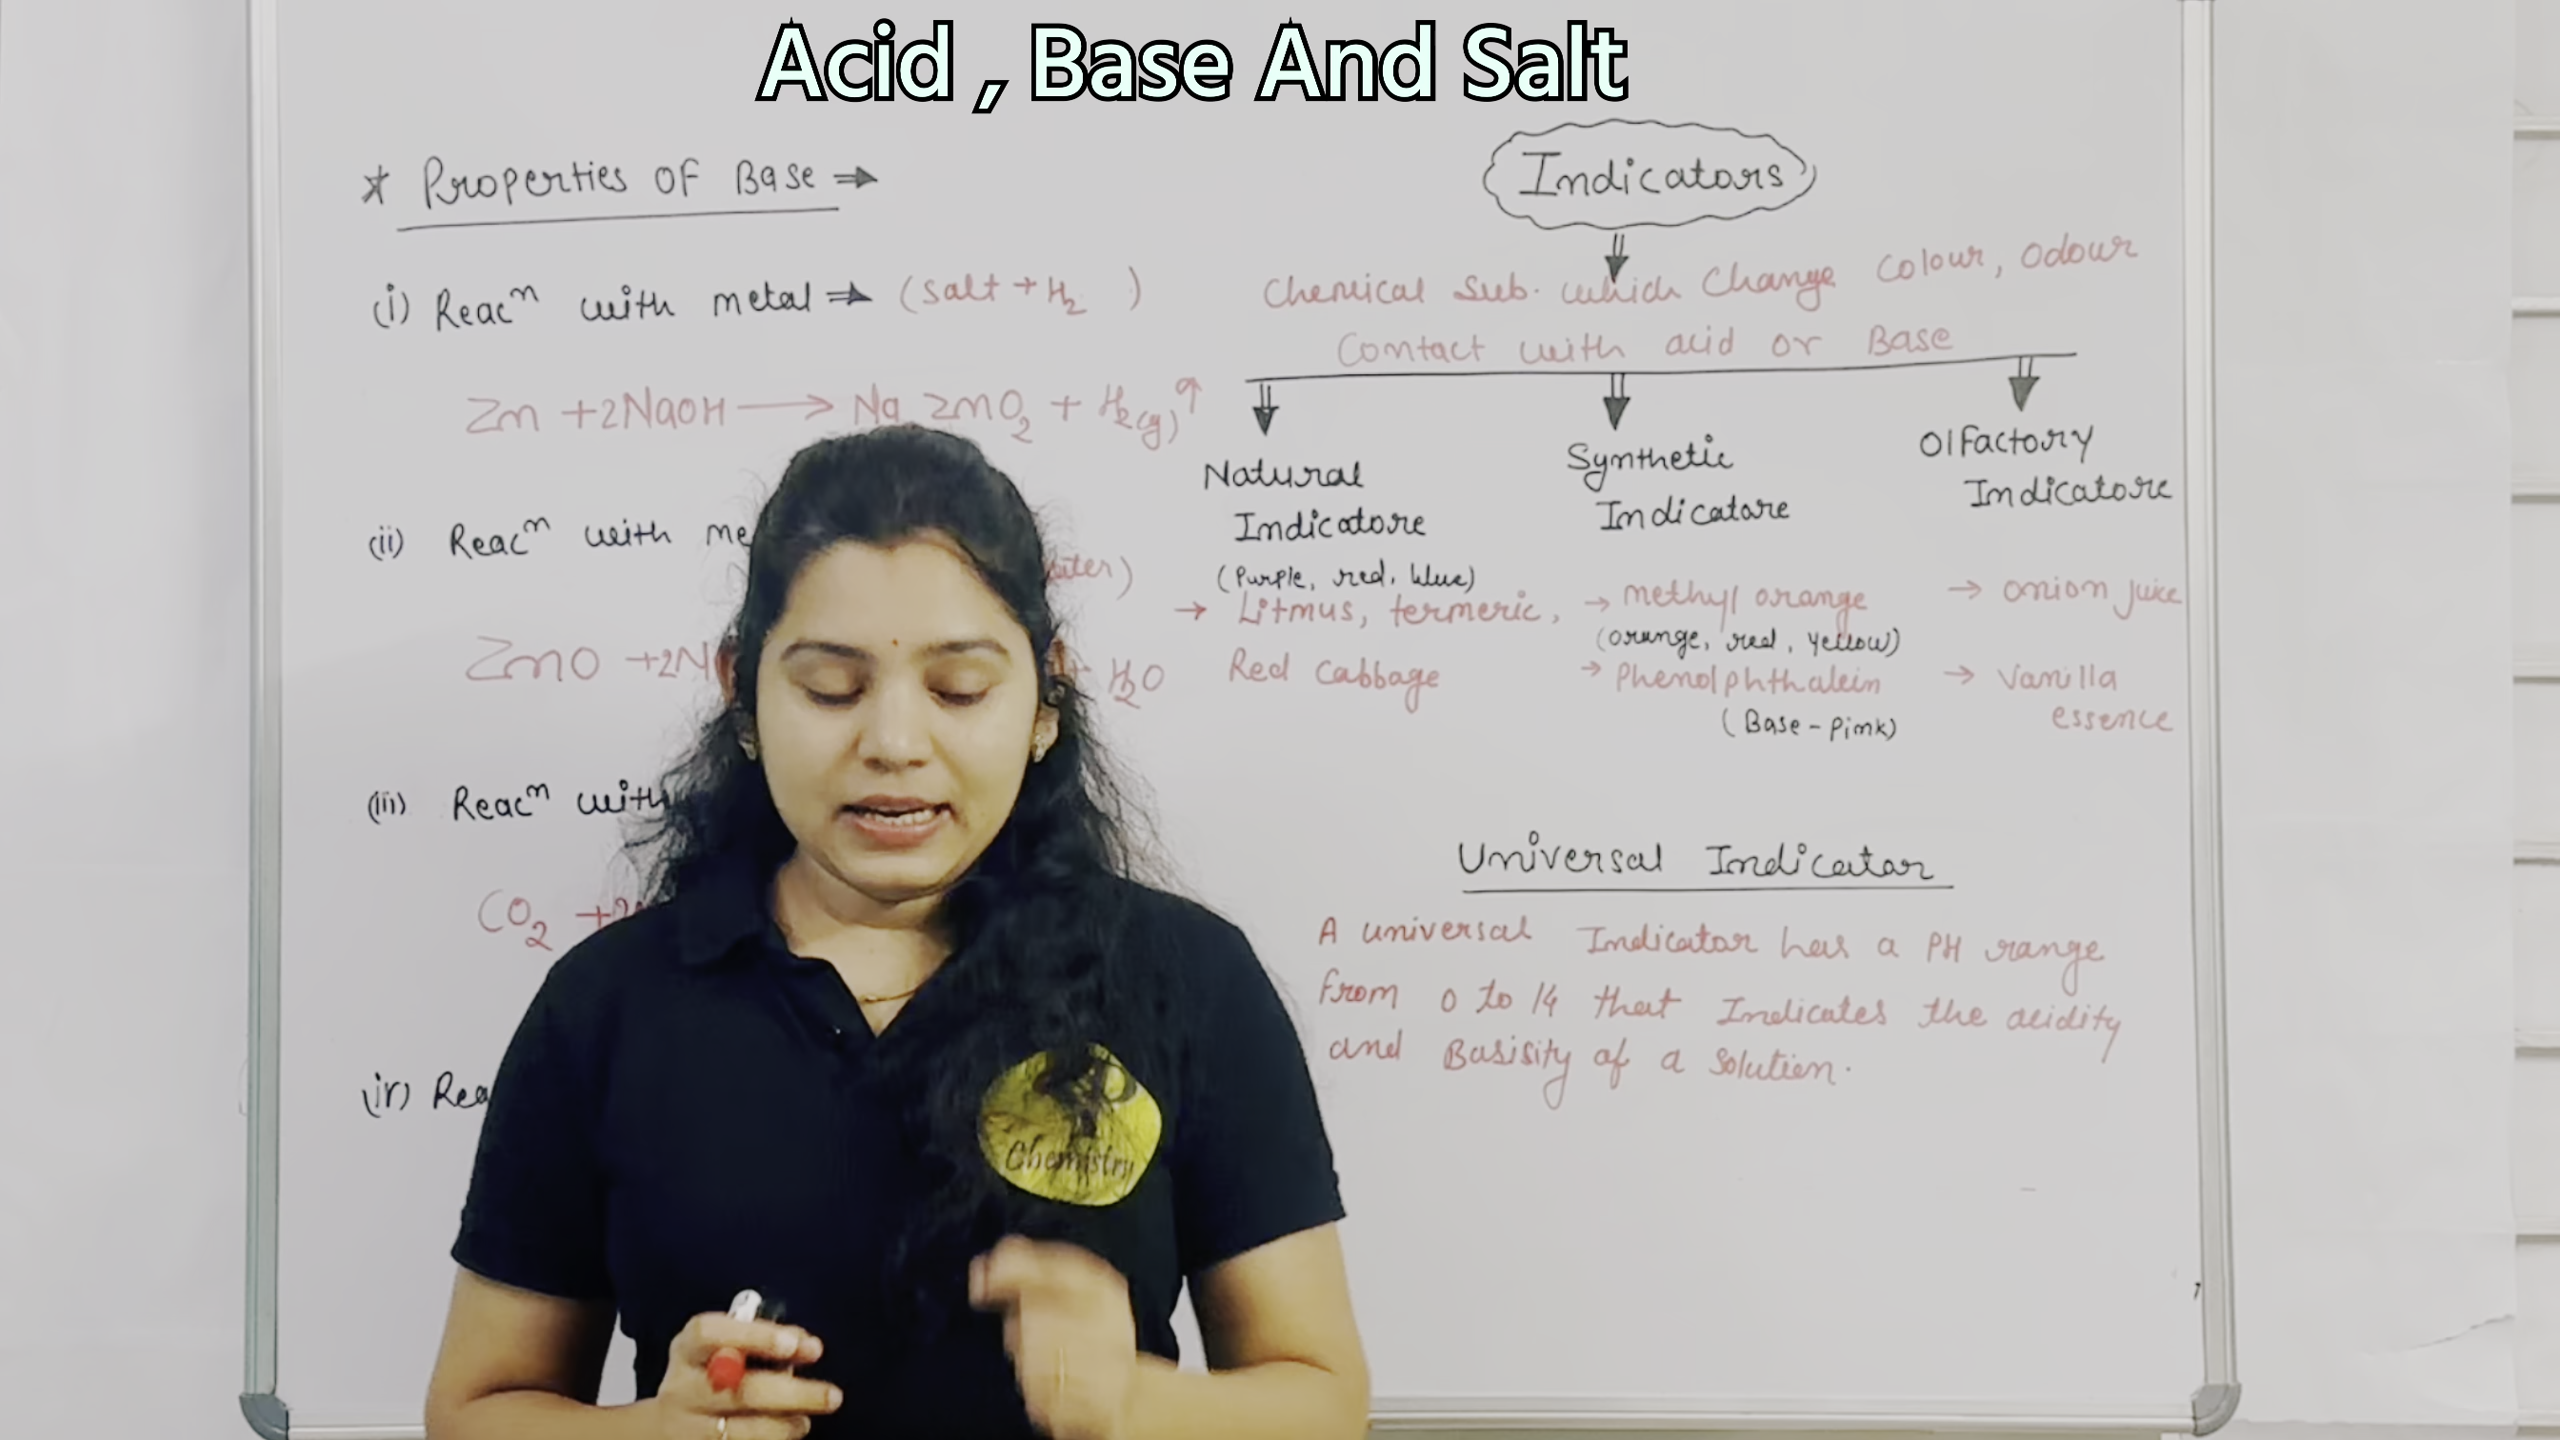 Acid , Base And Salt
* Properties of Base ⇒
(i) Reacⁿ with metal ⇒ (salt + H₂ )
Zn + 2NaOH ⟶ Na ZnO₂ + H₂(g)↑
(ii) Reacⁿ with
ZnO + 2N
+ H₂O
(iii) Reacⁿ with
CO₂ +
(iv)
Indicators
Chemical Sub. which Change Colour, Odour
Contact with acid or Base
Natural
Indicatore
(Purple, red, blue)
→ Litmus, termeric,
Red Cabbage
Synthetic
Indicatore
→ methyl orange
(orange, red, yellow)
→ Phenolphthalein
(Base - Pink)
Olfactory
Indicatore
→ onion juice
→ Vanilla
essence
Universal Indicator
A universal Indicator has a PH range
from 0 to 14 that Indicates the acidity
and Basisity of a solution.
Chemistry